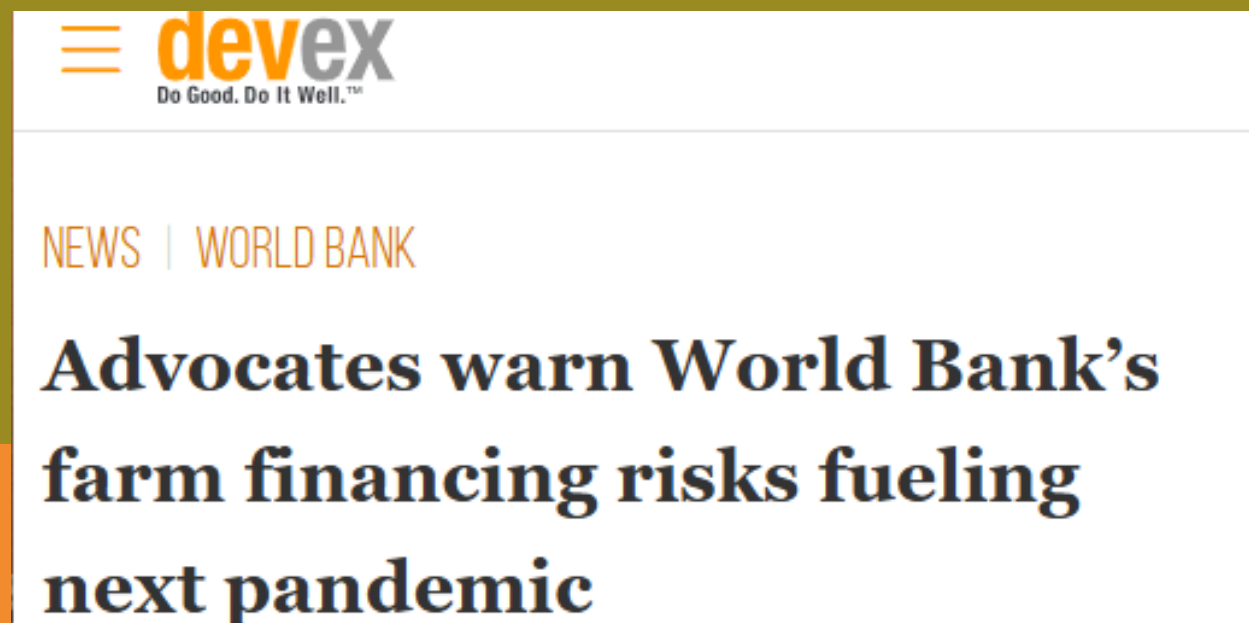 devex
Do Good. Do It Well.™
NEWS | WORLD BANK
Advocates warn World Bank’s
farm financing risks fueling
next pandemic